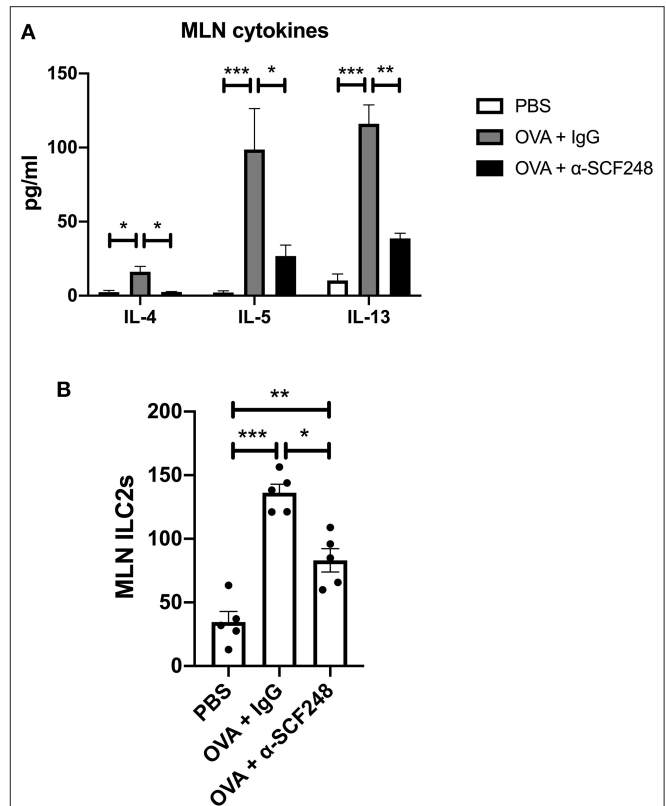 A
MLN cytokines
150
100
50
0
pg/ml
*** * *** **
* *
IL-4 IL-5 IL-13
PBS
OVA + IgG
OVA + α-SCF248
B
**
*** *
200
150
100
50
0
MLN ILC2s
PBS
OVA + IgG
OVA + α-SCF248